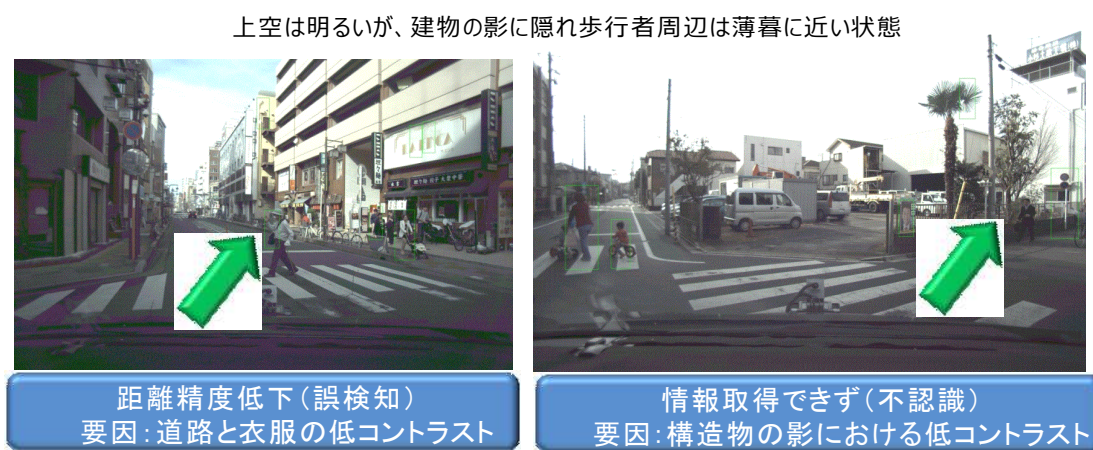 上空は明るいが、建物の影に隠れ歩行者周辺は薄暮に近い状態
距離精度低下（誤検知）
要因：道路と衣服の低コントラスト
情報取得できず（不認識）
要因：構造物の影における低コントラスト